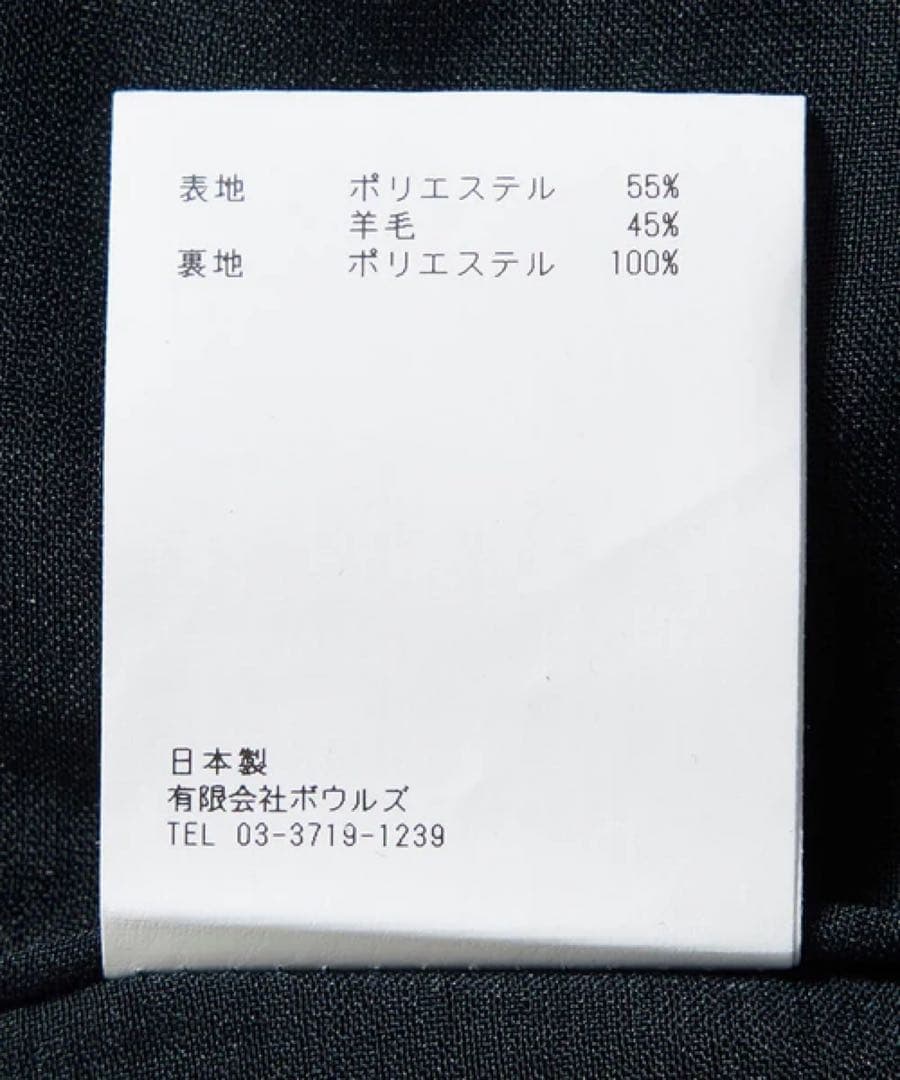 表地 ポリエステル 55%
羊毛 45%
裏地 ポリエステル 100%
日本製
有限会社ボウルズ
TEL 03-3719-1239